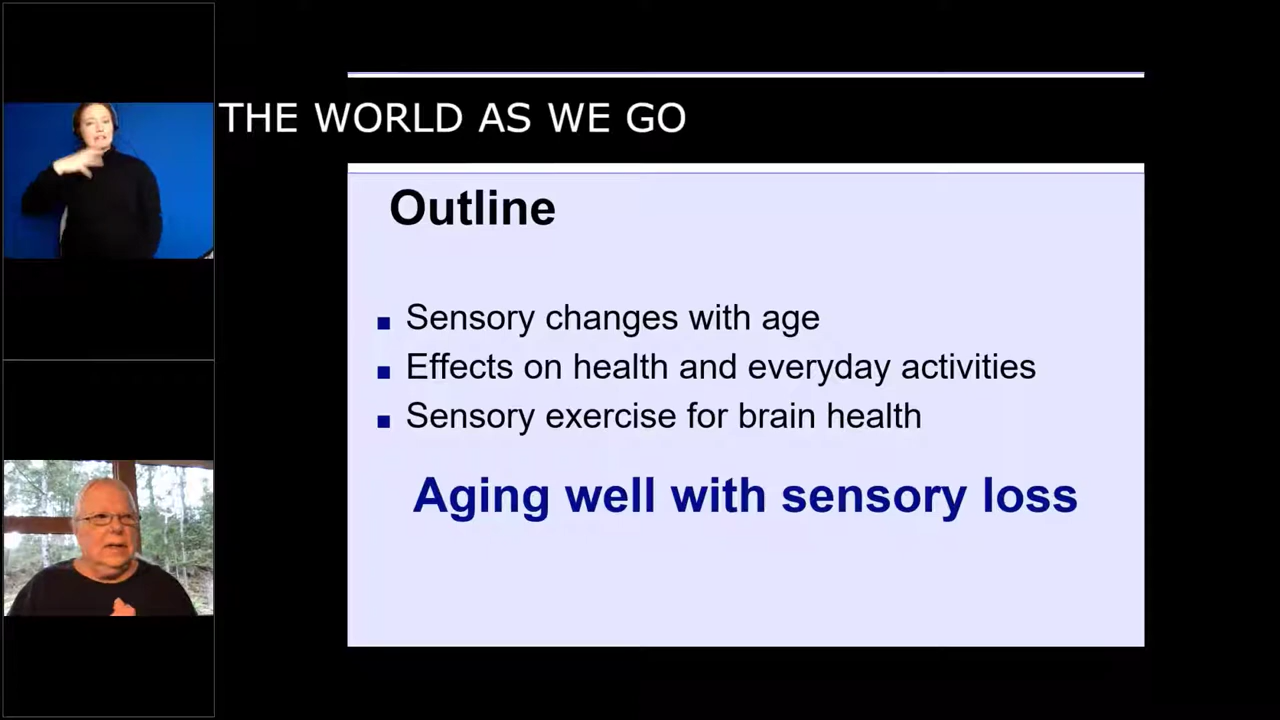 THE WORLD AS WE GO
Outline
Sensory changes with age
Effects on health and everyday activities
Sensory exercise for brain health
Aging well with sensory loss